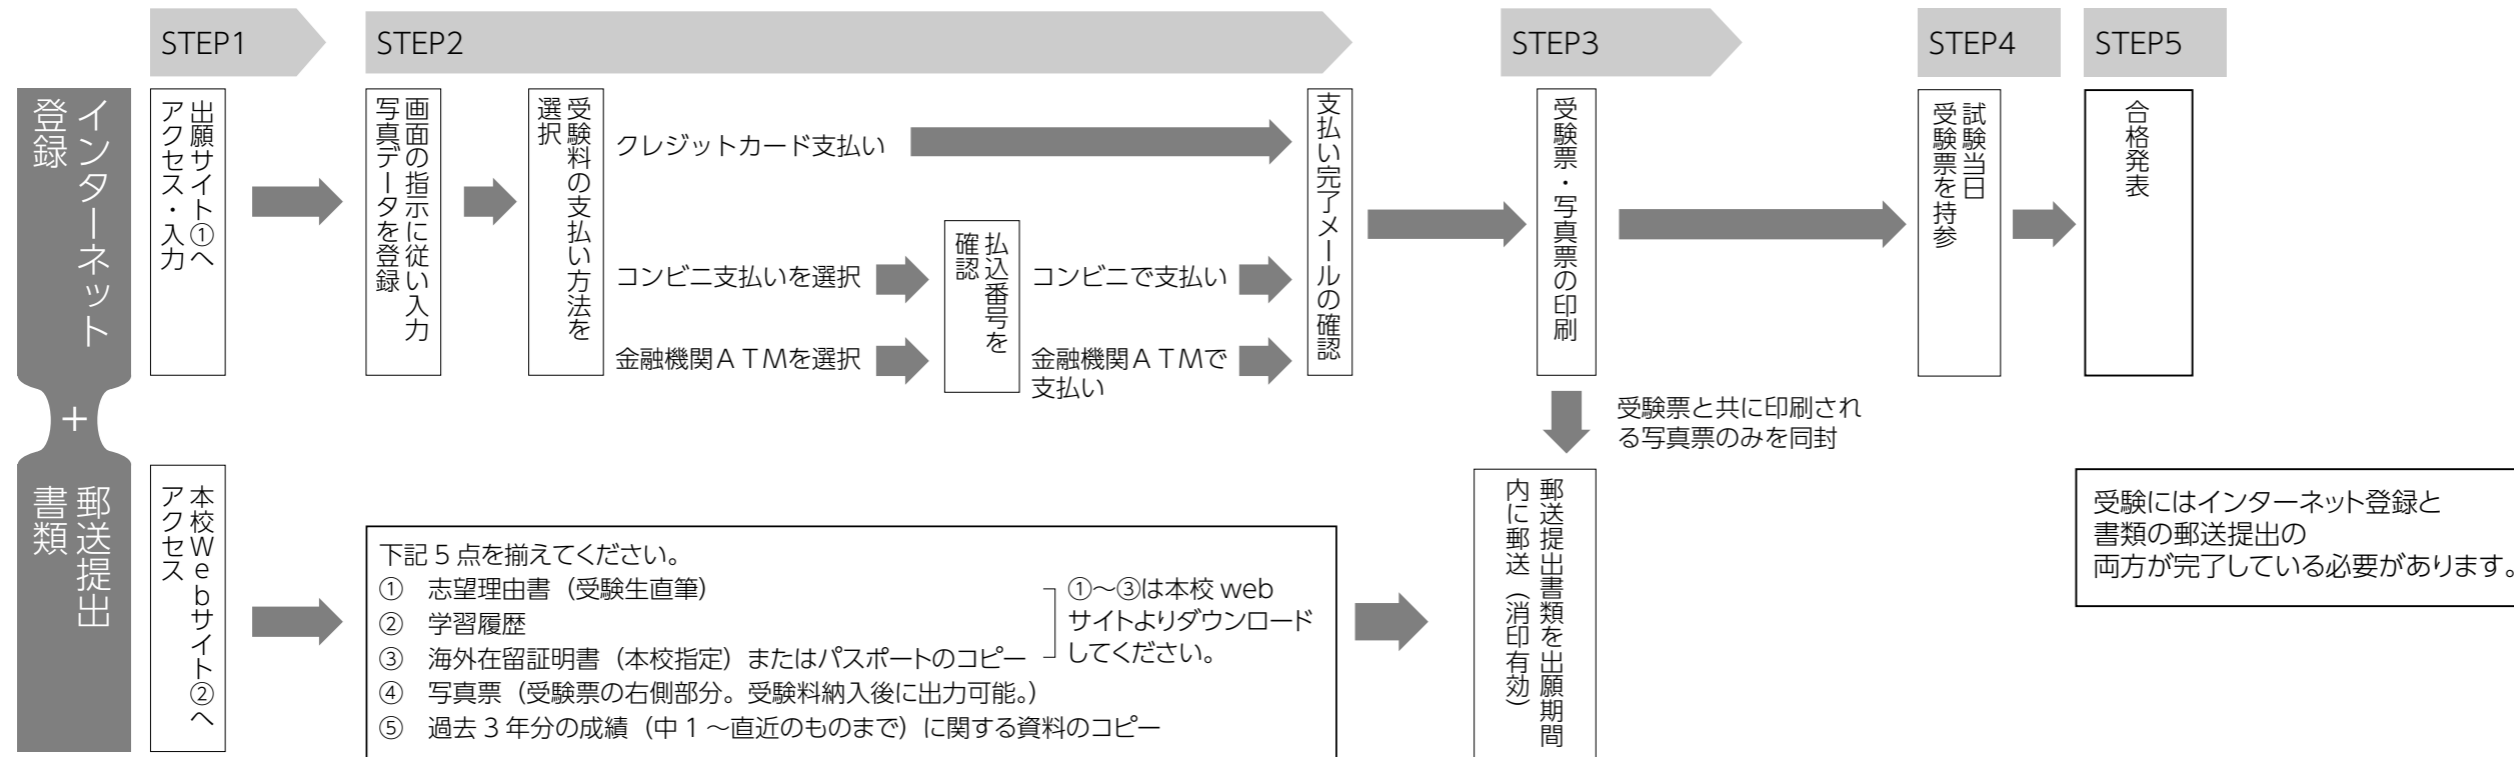 STEP1
STEP2
STEP3
STEP4
STEP5
インターネット
登録
出願サイト①へ
アクセス・入力
画面の指示に従い入力
写真データを登録
受験料の支払い方法を
選択
クレジットカード支払い
コンビニ支払いを選択
金融機関ATMを選択
払込番号を
確認
コンビニで支払い
金融機関ATMで
支払い
支払い完了メールの確認
受験票・写真票の印刷
試験当日
受験票を持参
合格発表
+
受験票と共に印刷され
る写真票のみを同封
郵送提出
書類
本校Webサイト②へ
アクセス
下記5点を揃えてください。
① 志望理由書（受験生直筆）
② 学習履歴
③ 海外在留証明書（本校指定）またはパスポートのコピー
①～③は本校 web
サイトよりダウンロード
してください。
④ 写真票（受験票の右側部分。受験料納入後に出力可能。）
⑤ 過去3年分の成績（中1～直近のものまで）に関する資料のコピー
郵送提出書類を出願期間
内に郵送（消印有効）
受験にはインターネット登録と
書類の郵送提出の
両方が完了している必要があります。